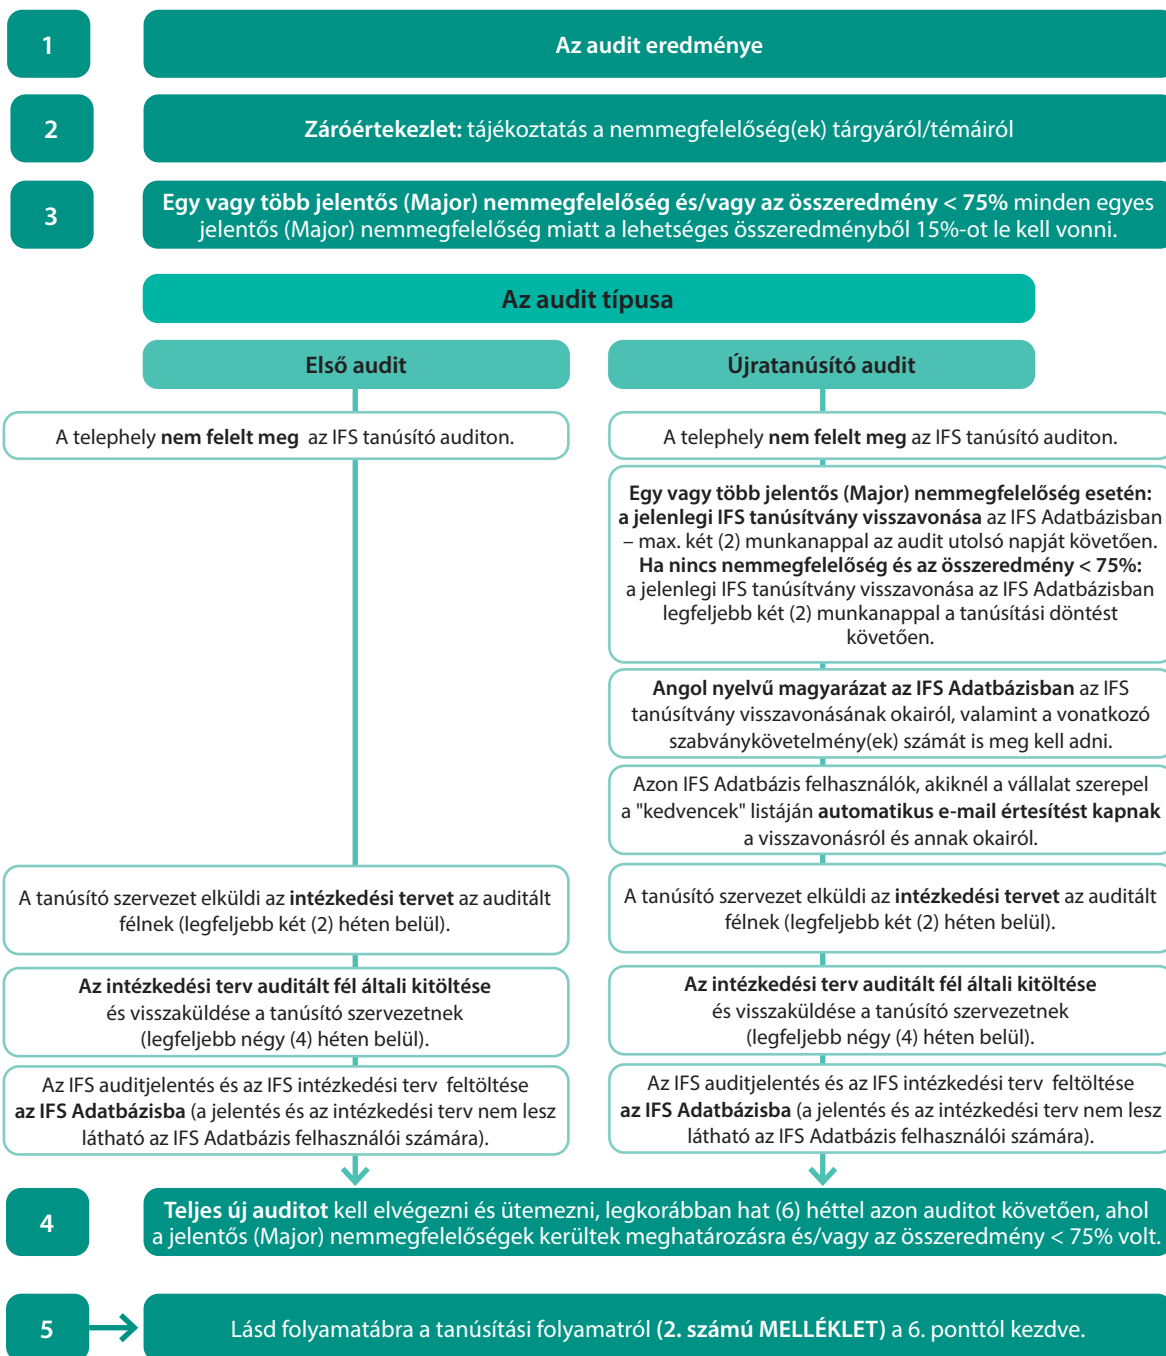 1
Az audit eredménye
2
Záróértekezlet: tájékoztatás a nemmegfelelőség(ek) tárgyáról/témáiról
3
Egy vagy több jelentős (Major) nemmegfelelőség és/vagy az összeredmény < 75% minden egyes
jelentős (Major) nemmegfelelőség miatt a lehetséges összeredményből 15%-ot le kell vonni.
Az audit típusa
Első audit
A telephely nem felelt meg az IFS tanúsító auditon.
A tanúsító szervezet elküldi az intézkedési tervet az auditált
félnek (legfeljebb két (2) héten belül).
Az intézkedési terv auditált fél általi kitöltése
és visszaküldése a tanúsító szervezetnek
(legfeljebb négy (4) héten belül).
Az IFS auditjelentés és az IFS intézkedési terv feltöltése
az IFS Adatbázisba (a jelentés és az intézkedési terv nem lesz
látható az IFS Adatbázis felhasználói számára).
Újratanúsító audit
A telephely nem felelt meg az IFS tanúsító auditon.
Egy vagy több jelentős (Major) nemmegfelelőség esetén:
a jelenlegi IFS tanúsítvány visszavonása az IFS Adatbázisban
– max. két (2) munkanappal az audit utolsó napját követően.
Ha nincs nemmegfelelőség és az összeredmény < 75%:
a jelenlegi IFS tanúsítvány visszavonása az IFS Adatbázisban
legfeljebb két (2) munkanappal a tanúsítási döntést
követően.
Angol nyelvű magyarázat az IFS Adatbázisban az IFS
tanúsítvány visszavonásának okairól, valamint a vonatkozó
szabványkövetelmény(ek) számát is meg kell adni.
Azon IFS Adatbázis felhasználók, akiknél a vállalat szerepel
a "kedvencek" listáján automatikus e-mail értesítést kapnak
a visszavonásról és annak okairól.
A tanúsító szervezet elküldi az intézkedési tervet az auditált
félnek (legfeljebb két (2) héten belül).
Az intézkedési terv auditált fél általi kitöltése
és visszaküldése a tanúsító szervezetnek
(legfeljebb négy (4) héten belül).
Az IFS auditjelentés és az IFS intézkedési terv feltöltése
az IFS Adatbázisba (a jelentés és az intézkedési terv nem lesz
látható az IFS Adatbázis felhasználói számára).
4
Teljes új auditot kell elvégezni és ütemezni, legkorábban hat (6) héttel azon auditot követően, ahol
a jelentős (Major) nemmegfelelőségek kerültek meghatározásra és/vagy az összeredmény < 75% volt.
5
Lásd folyamatábra a tanúsítási folyamatról (2. számú MELLÉKLET) a 6. ponttól kezdve.